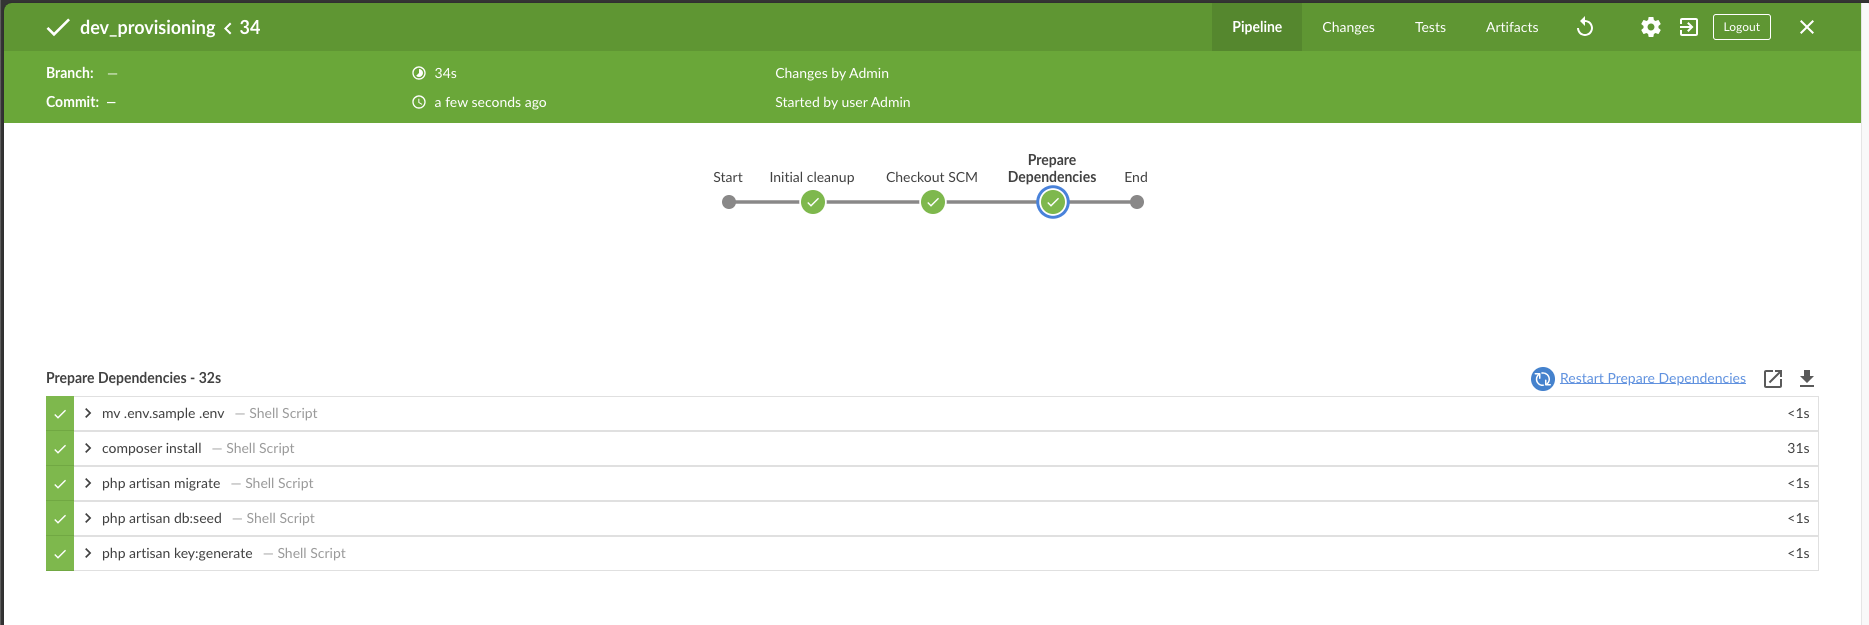 dev_provisioning < 34
Pipeline Changes Tests Artifacts Logout
Branch: — 34s Changes by Admin
Commit: — a few seconds ago Started by user Admin
Prepare
Start Initial cleanup Checkout SCM Dependencies End
Prepare Dependencies - 32s Restart Prepare Dependencies
mv .env.sample .env — Shell Script <1s
composer install — Shell Script 31s
php artisan migrate — Shell Script <1s
php artisan db:seed — Shell Script <1s
php artisan key:generate — Shell Script <1s